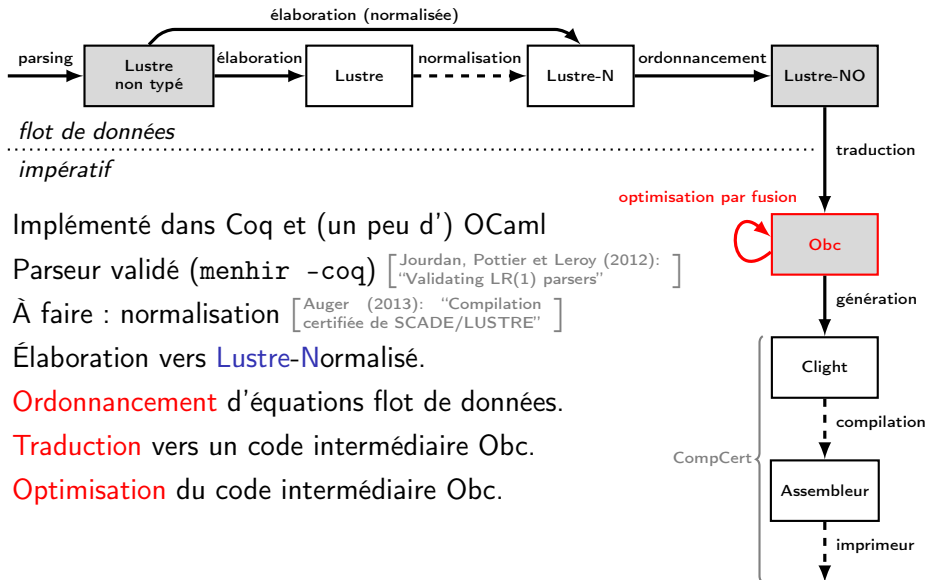 élaboration (normalisée)
parsing
Lustre
non typé
élaboration
Lustre
normalisation
Lustre-N
ordonnancement
Lustre-NO
flot de données
impératif
traduction
optimisation par fusion
Obc
Implémenté dans Coq et (un peu d') OCaml
Parseur validé (menhir -coq) [Jourdan, Pottier et Leroy (2012):
"Validating LR(1) parsers"]
À faire : normalisation [Auger (2013): "Compilation
certifiée de SCADE/LUSTRE"]
génération
Élaboration vers Lustre-Normalisé.
Clight
Ordonnancement d'équations flot de données.
compilation
Traduction vers un code intermédiaire Obc.
CompCert
Optimisation du code intermédiaire Obc.
Assembleur
imprimeur